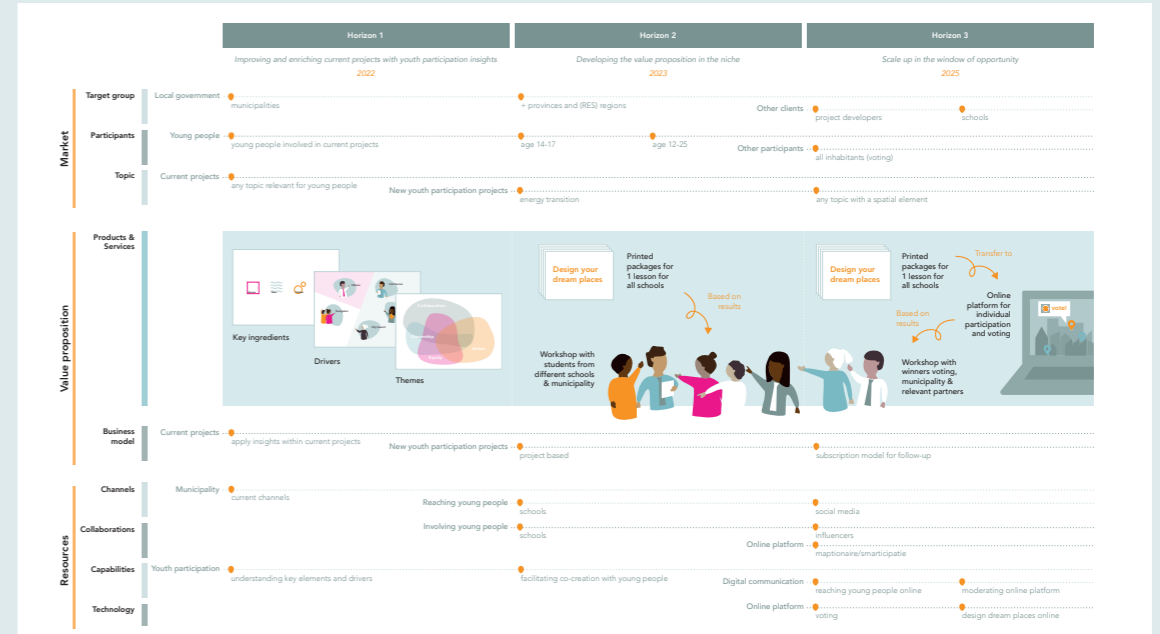 Horizon 1
Horizon 2
Horizon 3
Improving and enriching current projects with youth participation insights
Developing the value proposition in the niche
Scale up in the window of opportunity
2022
2023
2025
Market
Target group
Local government
municipalities
+ provinces and (RES) regions
Other clients
project developers
schools
Participants
Young people
young people involved in current projects
age 14-17
age 12-25
Other participants
all inhabitants (voting)
Topic
Current projects
any topic relevant for young people
New youth participation projects
energy transition
any topic with a spatial element
Value proposition
Products &
Services
Key ingredients
Drivers
Themes
Design your
dream places
Printed
packages for
1 lesson for
all schools
Based on
results
Workshop with
students from
different schools
& municipality
Design your
dream places
Printed
packages for
1 lesson for
all schools
Transfer to
Online
platform for
individual
participation
and voting
Based on
results
Workshop with
winners voting,
municipality &
relevant partners
vote!
Business
model
Current projects
apply insights within current projects
New youth participation projects
project based
subscription model for follow-up
Resources
Channels
Municipality
current channels
Reaching young people
schools
social media
Collaborations
Involving young people
schools
influencers
Online platform
maptionaire/smarticipatie
Capabilities
Youth participation
understanding key elements and drivers
facilitating co-creation with young people
Digital communication
reaching young people online
moderating online platform
Technology
Online platform
voting
design dream places online